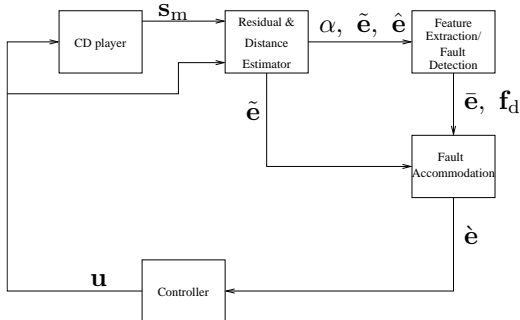 s_m
CD player
Residual &
Distance
Estimator
α, ẽ, ê
Feature
Extraction/
Fault
Detection
ẽ
ē, f_d
Fault
Accommodation
è
u
Controller